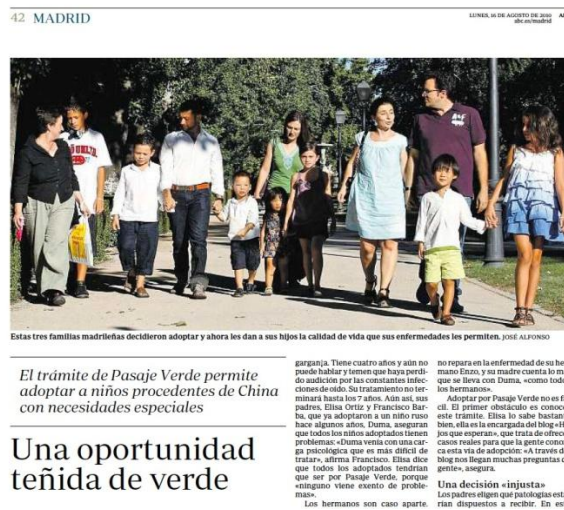 42 MADRID
LUNES, 16 DE AGOSTO DE 2010
abc.es/madrid
Estas tres familias madrileñas decidieron adoptar y ahora les dan a sus hijos la calidad de vida que sus enfermedades les permiten. JOSÉ ALFONSO
El trámite de Pasaje Verde permite
adoptar a niños procedentes de China
con necesidades especiales
Una oportunidad
teñida de verde
garganja. Tiene cuatro años y aún no
puede hablar y temen que haya perdi-
do audición por las constantes infec-
ciones de oído. Su tratamiento no ter-
minará hasta los 7 años. Aún así, sus
padres, Elisa Ortiz y Francisco Bar-
ba, que ya adoptaron a un niño ruso
hace algunos años, Duma, aseguran
que todos los niños adoptados tienen
problemas: «Duma venía con una car-
ga psicológica que es más difícil de
tratar», afirma Francisco. Elisa dice
que todos los adoptados tendrían
que ser por Pasaje Verde, porque
«ninguno viene exento de proble-
mas».
Los hermanos son caso aparte.
no repara en la enfermedad de su he
mano Enzo, y su madre cuenta lo m
que se lleva con Duma, «como todo
los hermanos».
Adoptar por Pasaje Verde no es f
cil. El primer obstáculo es conoc
este trámite. Elisa lo sabe bastan
bien, ella es la encargada del blog «H
jos que esperan», que trata de ofrec
casos reales para que la gente cono
ca esta vía de adopción: «A través d
blog nos llegan muchas preguntas d
gente», asegura.
Una decisión «injusta»
Los padres eligen qué patologías est
rían dispuestos a recibir. En es